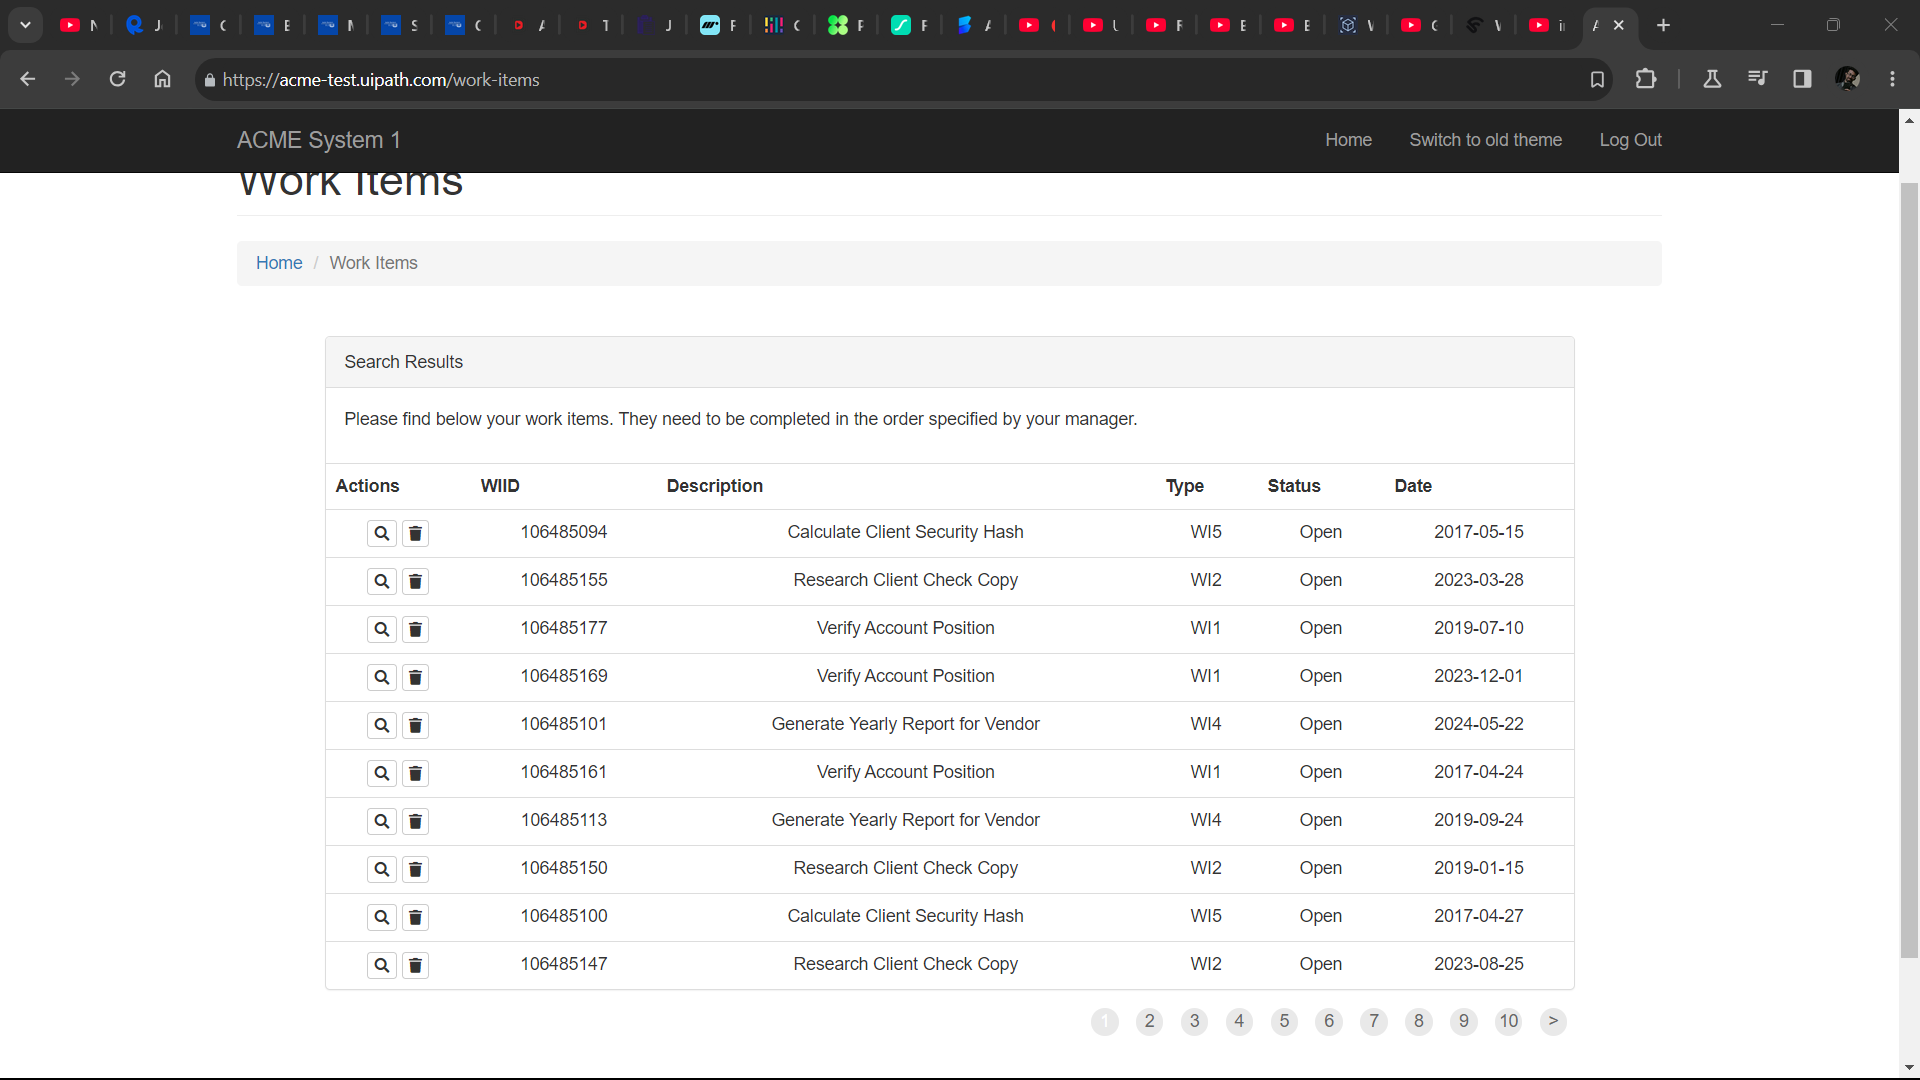 https://acme-test.uipath.com/work-items
ACME System 1 Home Switch to old theme Log Out
Work Items
Home / Work Items
Search Results
Please find below your work items. They need to be completed in the order specified by your manager.
Actions WIID Description Type Status Date
106485094 Calculate Client Security Hash WI5 Open 2017-05-15
106485155 Research Client Check Copy WI2 Open 2023-03-28
106485177 Verify Account Position WI1 Open 2019-07-10
106485169 Verify Account Position WI1 Open 2023-12-01
106485101 Generate Yearly Report for Vendor WI4 Open 2024-05-22
106485161 Verify Account Position WI1 Open 2017-04-24
106485113 Generate Yearly Report for Vendor WI4 Open 2019-09-24
106485150 Research Client Check Copy WI2 Open 2019-01-15
106485100 Calculate Client Security Hash WI5 Open 2017-04-27
106485147 Research Client Check Copy WI2 Open 2023-08-25
1 2 3 4 5 6 7 8 9 10 >